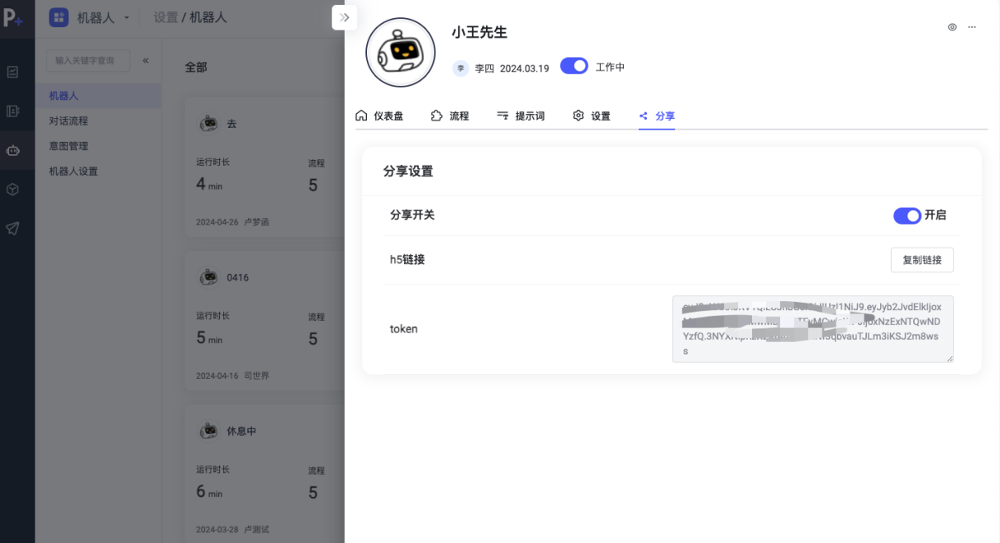 P+
机器人
设置 / 机器人
输入关键字查询
«
机器人
对话流程
意图管理
机器人设置
全部
去
运行时长
流程
4 min
5
2024-04-26 卢梦函
0416
运行时长
流程
5 min
5
2024-04-16 司世界
休息中
运行时长
流程
6 min
5
2024-03-28 卢测试
小王先生
李 李四 2024.03.19 工作中
仪表盘 流程 提示词 设置 分享
分享设置
分享开关
开启
h5链接
复制链接
token
NiJ9.eyJyb2JvdElkIjox
joxNzExNTQwND
YzfQ.3NY
qbvauTJLm3iKSJ2m8ws
s